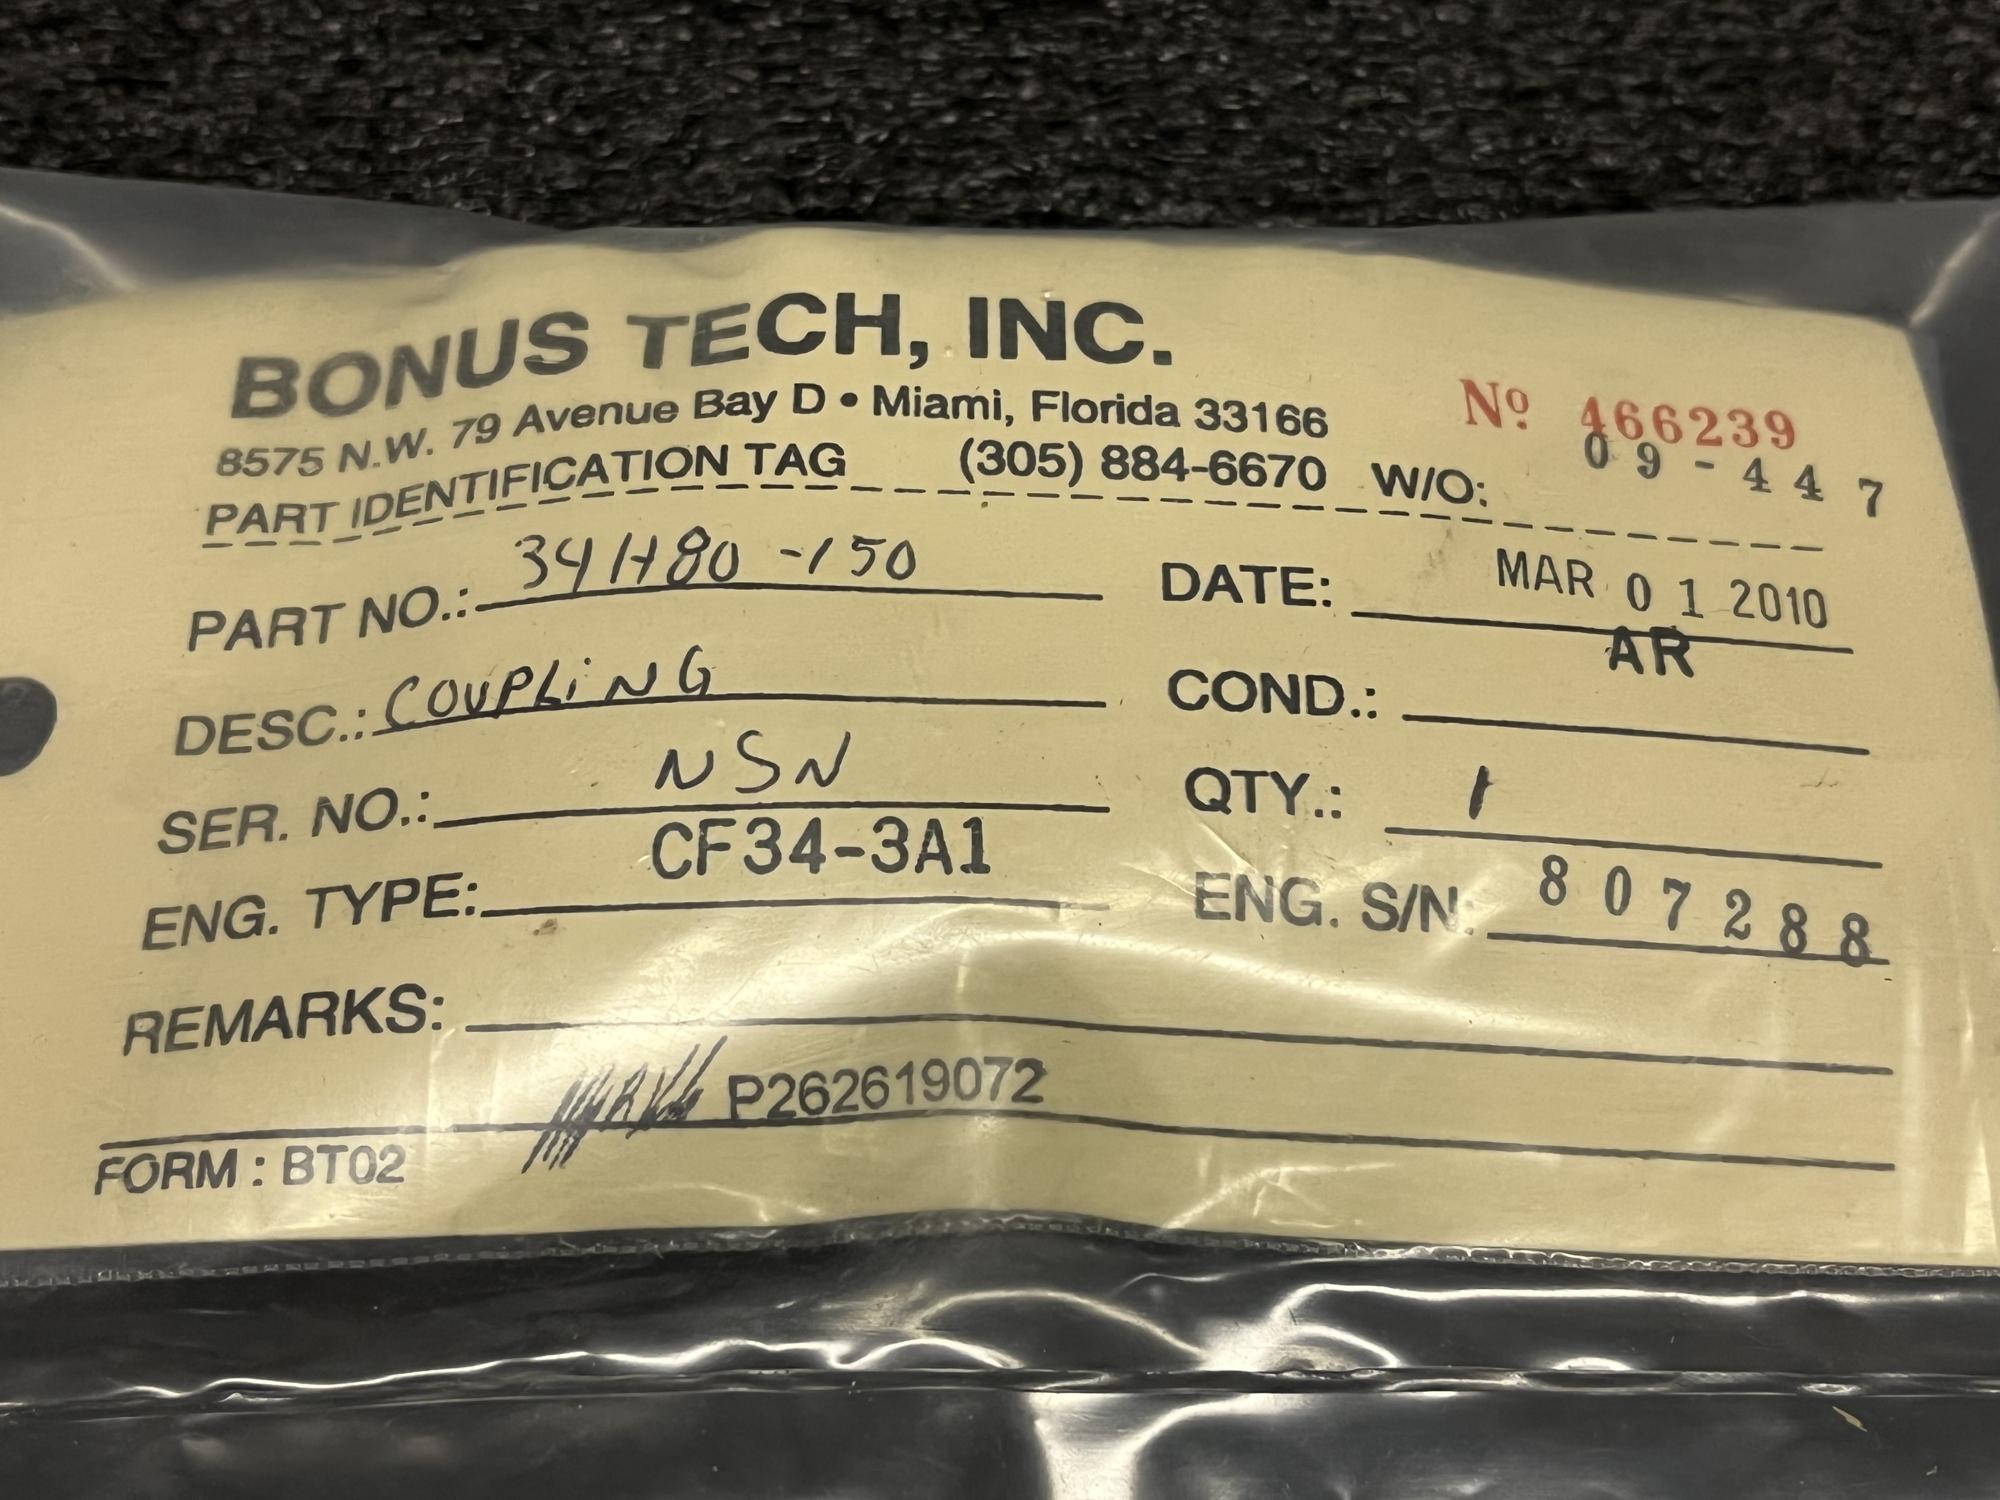 BONUS TECH, INC.
8575 N.W. 79 Avenue Bay D • Miami, Florida 33166
Nº 466239
PART IDENTIFICATION TAG (305) 884-6670 W/O: 09-447
PART NO.: 34H80-150 DATE: MAR 01 2010
DESC.: COUPLING COND.: AR
SER. NO.: NSN QTY.: 1
ENG. TYPE: CF34-3A1 ENG. S/N: 807288
REMARKS:
P262619072
FORM: BT02